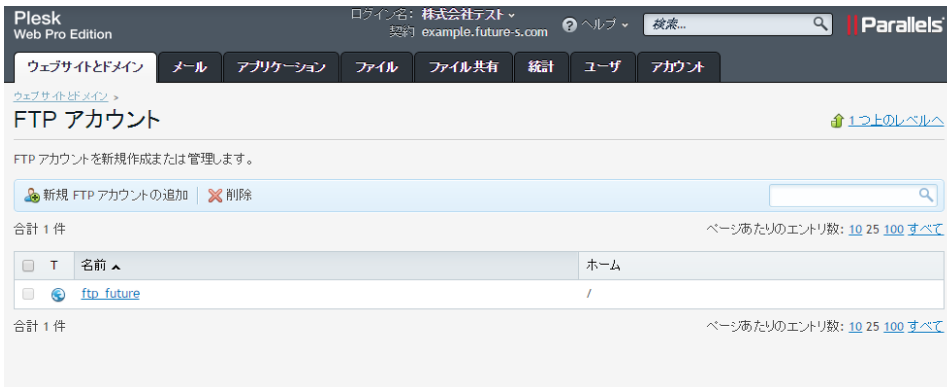 Plesk
Web Pro Edition
ログイン名: 株式会社テスト
契約 example.future-s.com
ヘルプ
検索...
Parallels
ウェブサイトとドメイン メール アプリケーション ファイル ファイル共有 統計 ユーザ アカウント
ウェブサイトとドメイン >
FTP アカウント
1 つ上のレベルへ
FTP アカウントを新規作成または管理します。
新規 FTP アカウントの追加 削除
合計 1 件 ページあたりのエントリ数: 10 25 100 すべて
T 名前 ホーム
ftp_future /
合計 1 件 ページあたりのエントリ数: 10 25 100 すべて